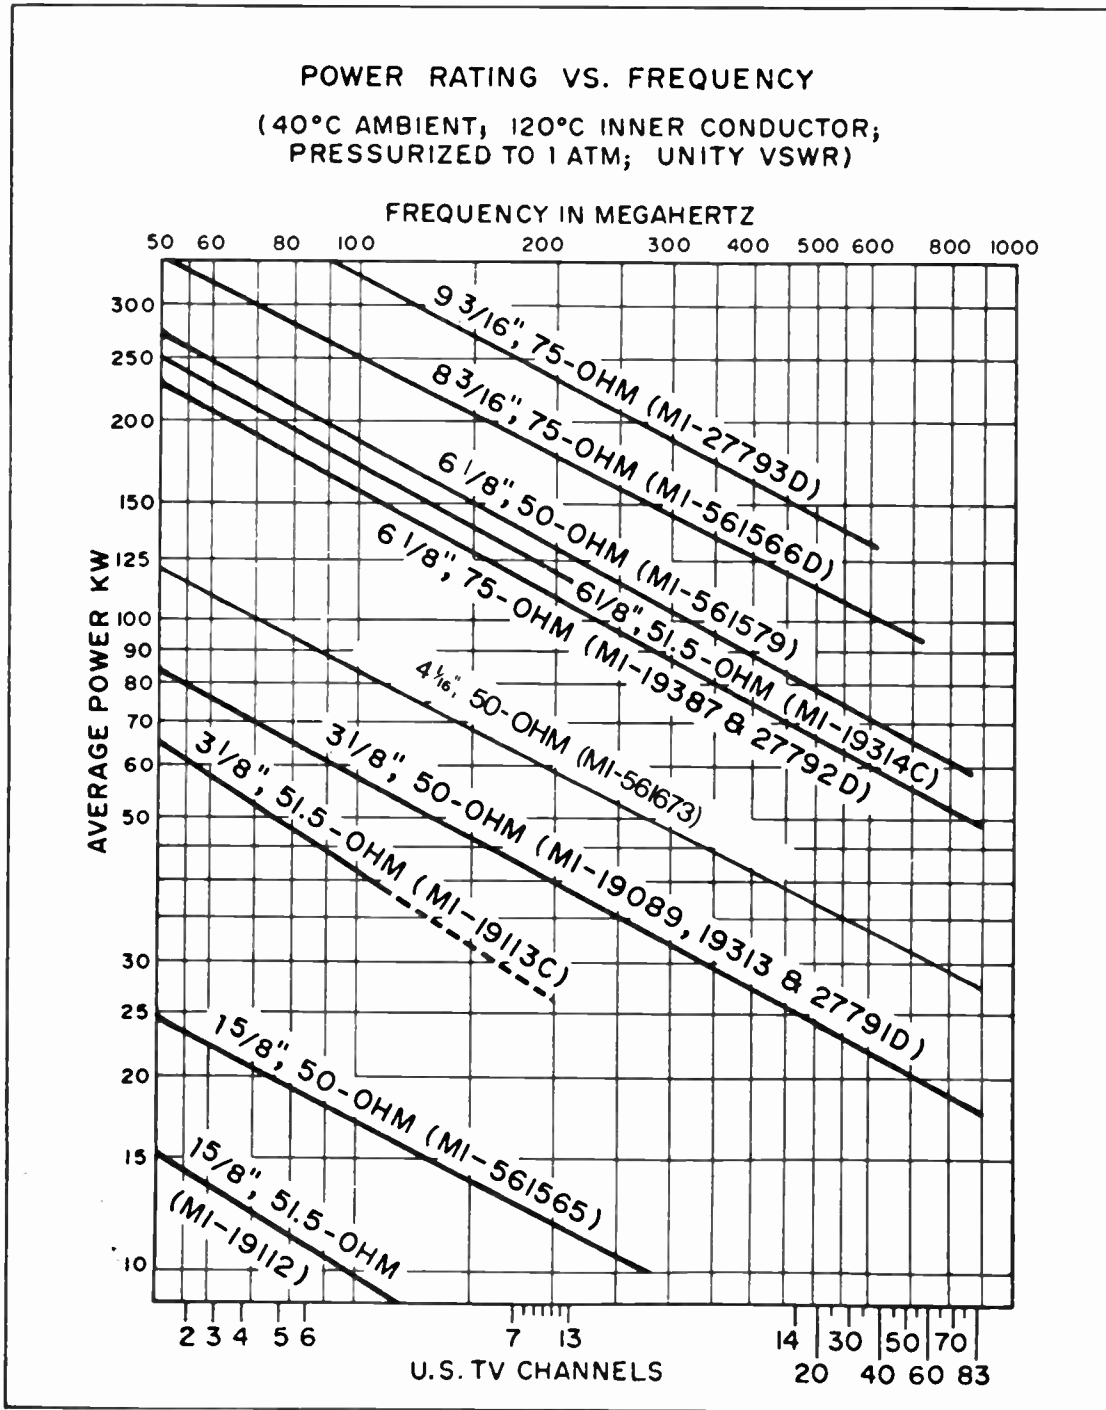 POWER RATING VS. FREQUENCY
(40°C AMBIENT; 120°C INNER CONDUCTOR;
PRESSURIZED TO 1 ATM; UNITY VSWR)
FREQUENCY IN MEGAHERTZ
50 60 80 100 200 300 400 500 600 800 1000
300
250
200
150
125
100
90
80
70
60
50
30
25
20
15
10
AVERAGE POWER KW
9 3/16", 75-OHM (MI-27793D)
8 3/16", 75-OHM (MI-561566D)
6 1/8", 50-OHM (MI-561579)
6 1/8", 51.5-OHM (MI-19314C)
6 1/8", 75-OHM (MI-19387 & 27792D)
4 1/16", 50-OHM (MI-561673)
3 1/8", 50-OHM (MI-19089, 19313 & 27791D)
3 1/8", 51.5-OHM (MI-19113C)
1 5/8", 50-OHM (MI-561565)
1 5/8", 51.5-OHM
(MI-19112)
2 3 4 5 6 7 13 14 30 50 70
20 40 60 83
U.S. TV CHANNELS